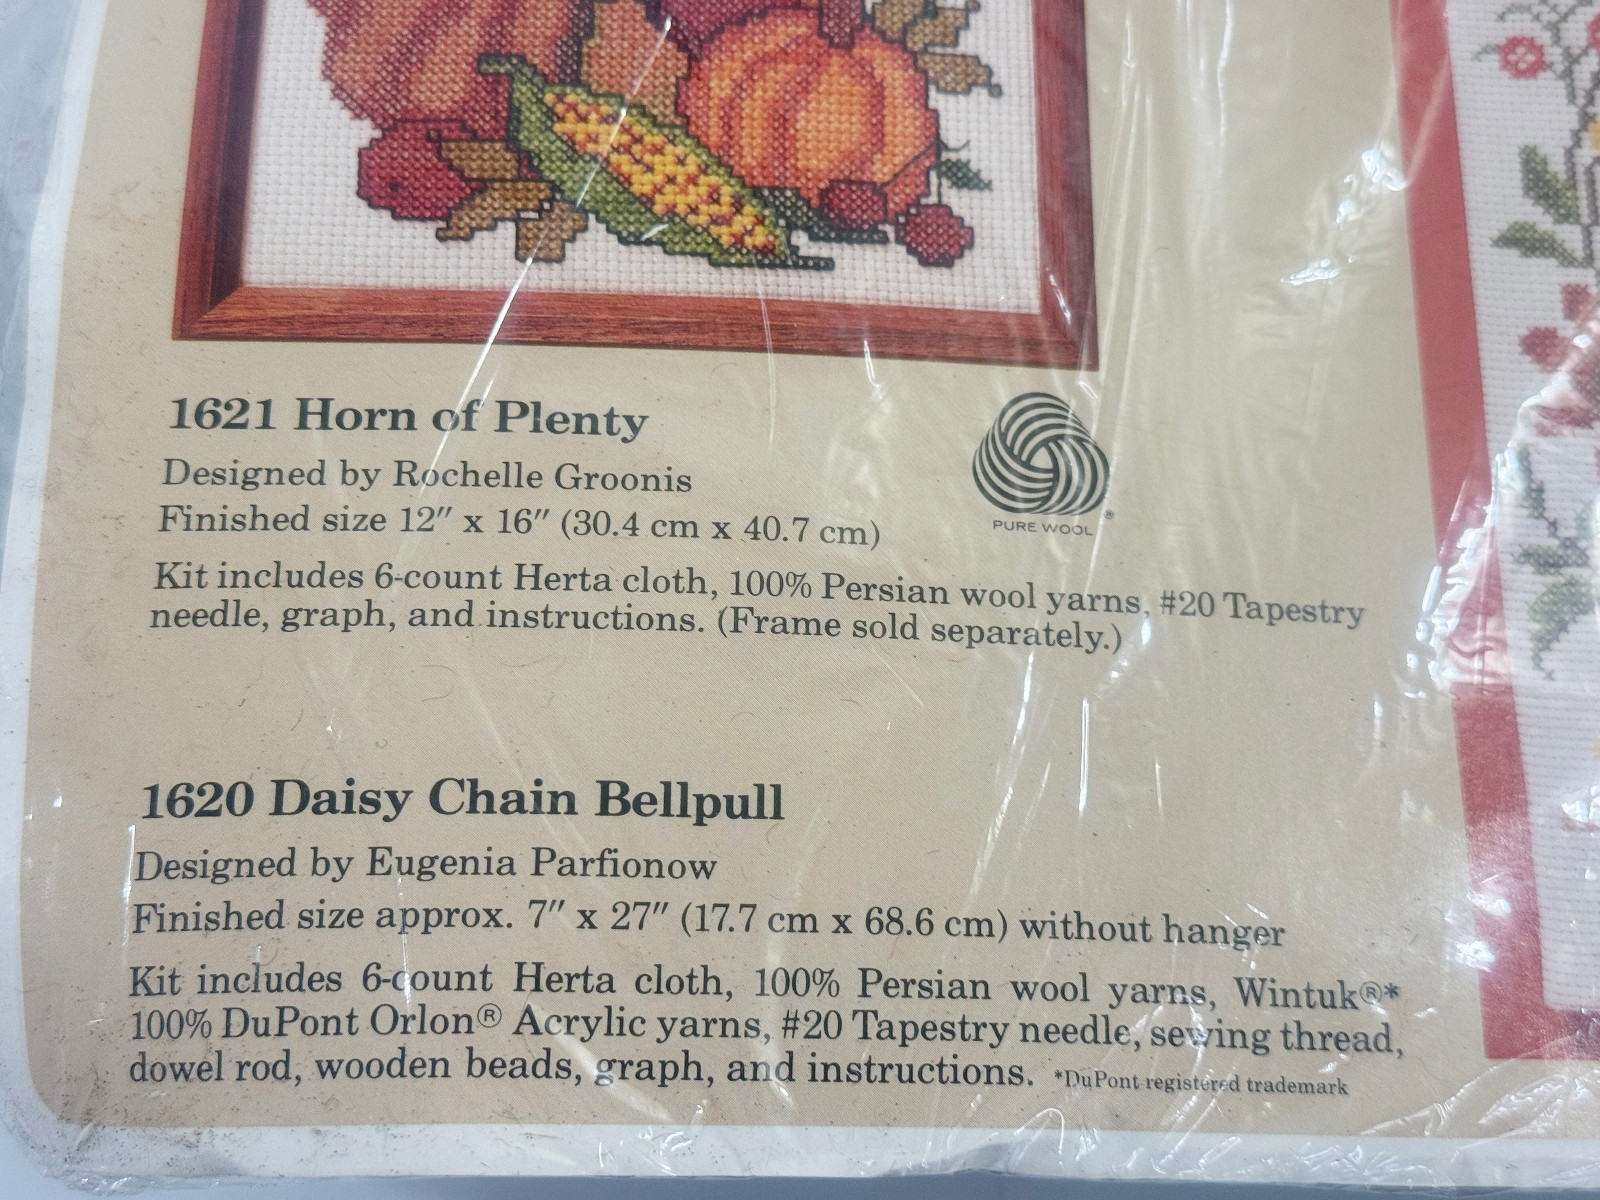 1621 Horn of Plenty
Designed by Rochelle Groonis
Finished size 12″ x 16″ (30.4 cm x 40.7 cm)
PURE WOOL
®
Kit includes 6-count Herta cloth, 100% Persian wool yarns, #20 Tapestry
needle, graph, and instructions. (Frame sold separately.)
1620 Daisy Chain Bellpull
Designed by Eugenia Parfionow
Finished size approx. 7″ x 27″ (17.7 cm x 68.6 cm) without hanger
Kit includes 6-count Herta cloth, 100% Persian wool yarns, Wintuk®*
100% DuPont Orlon® Acrylic yarns, #20 Tapestry needle, sewing thread,
dowel rod, wooden beads, graph, and instructions. *DuPont registered trademark